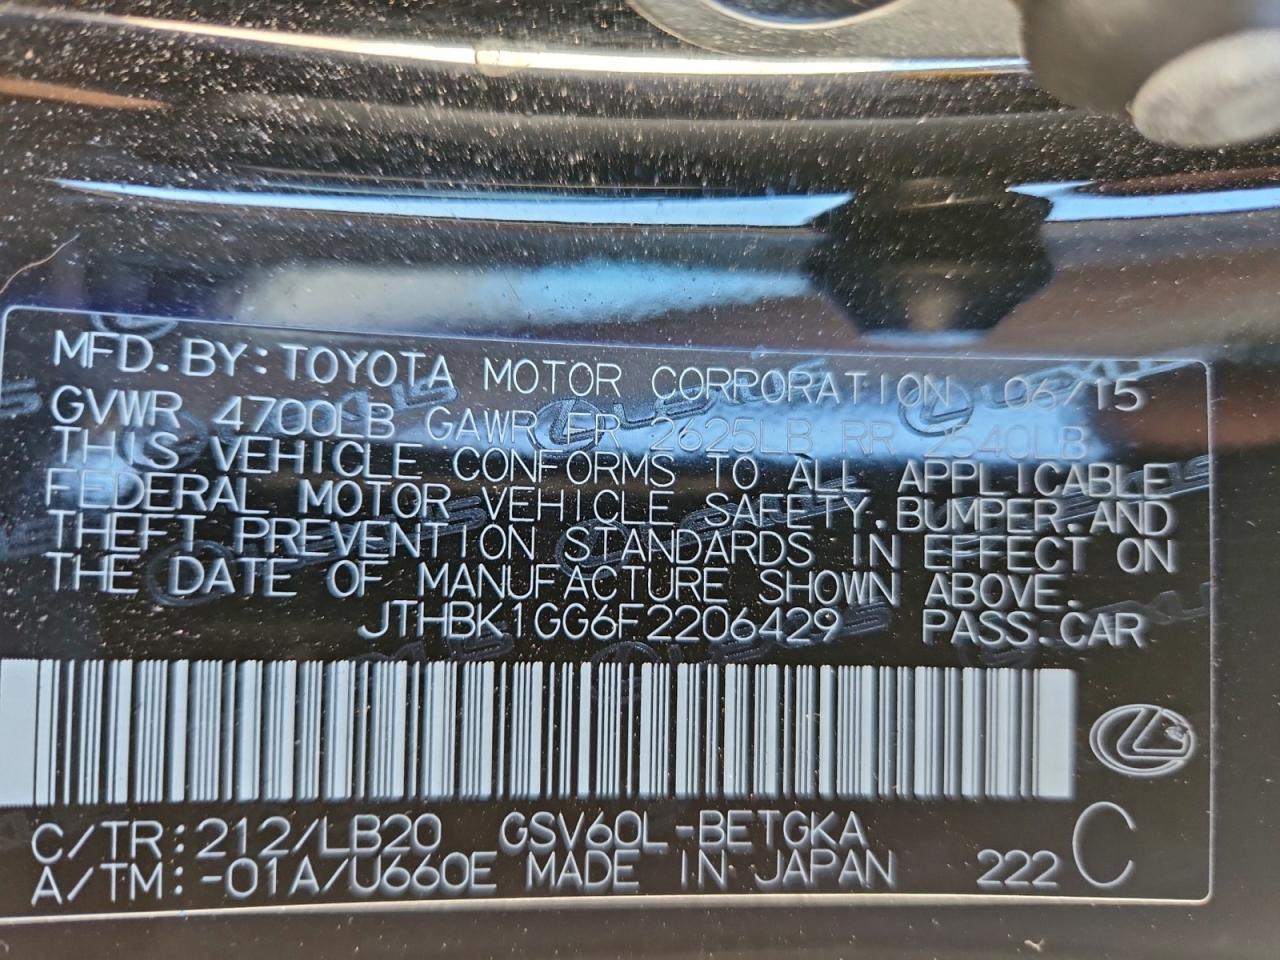 MFD. BY: TOYOTA MOTOR CORPORATION 06/15
GVWR 4700LB GAWR FR 2625LB RR 2540LB
THIS VEHICLE CONFORMS TO ALL APPLICABLE
FEDERAL MOTOR VEHICLE SAFETY, BUMPER, AND
THEFT PREVENTION STANDARDS IN EFFECT ON
THE DATE OF MANUFACTURE SHOWN ABOVE.
JTHBK1GG6F2206429 PASS. CAR
C/TR: 212/LB20 GSV60L-BETGKA
A/TM: -01A/U660E MADE IN JAPAN 222 C